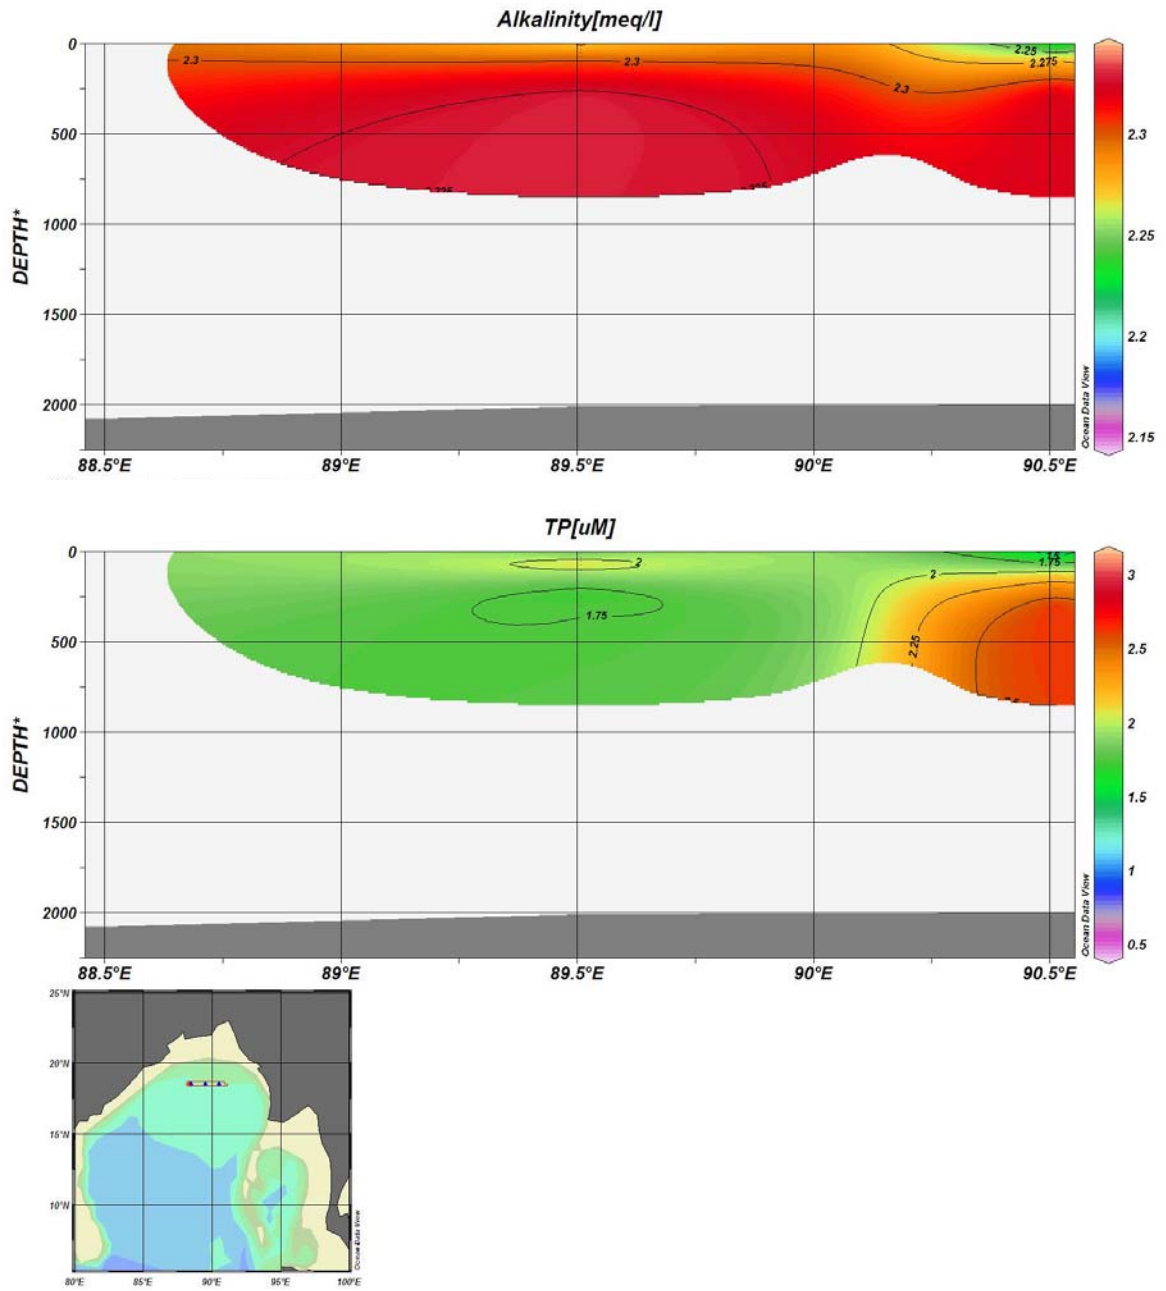 Alkalinity[meq/l]
0
500
1000
1500
2000
DEPTH*
2.3
2.3
2.3
2.25
2.275
88.5°E
89°E
89.5°E
90°E
90.5°E
2.3
2.25
2.2
2.15
Ocean Data View
TP[uM]
0
500
1000
1500
2000
DEPTH*
2
1.75
2
2.25
1.5
1.75
88.5°E
89°E
89.5°E
90°E
90.5°E
3
2.5
2
1.5
1
0.5
Ocean Data View
25°N
20°N
15°N
10°N
80°E
85°E
90°E
95°E
100°E
Ocean Data View